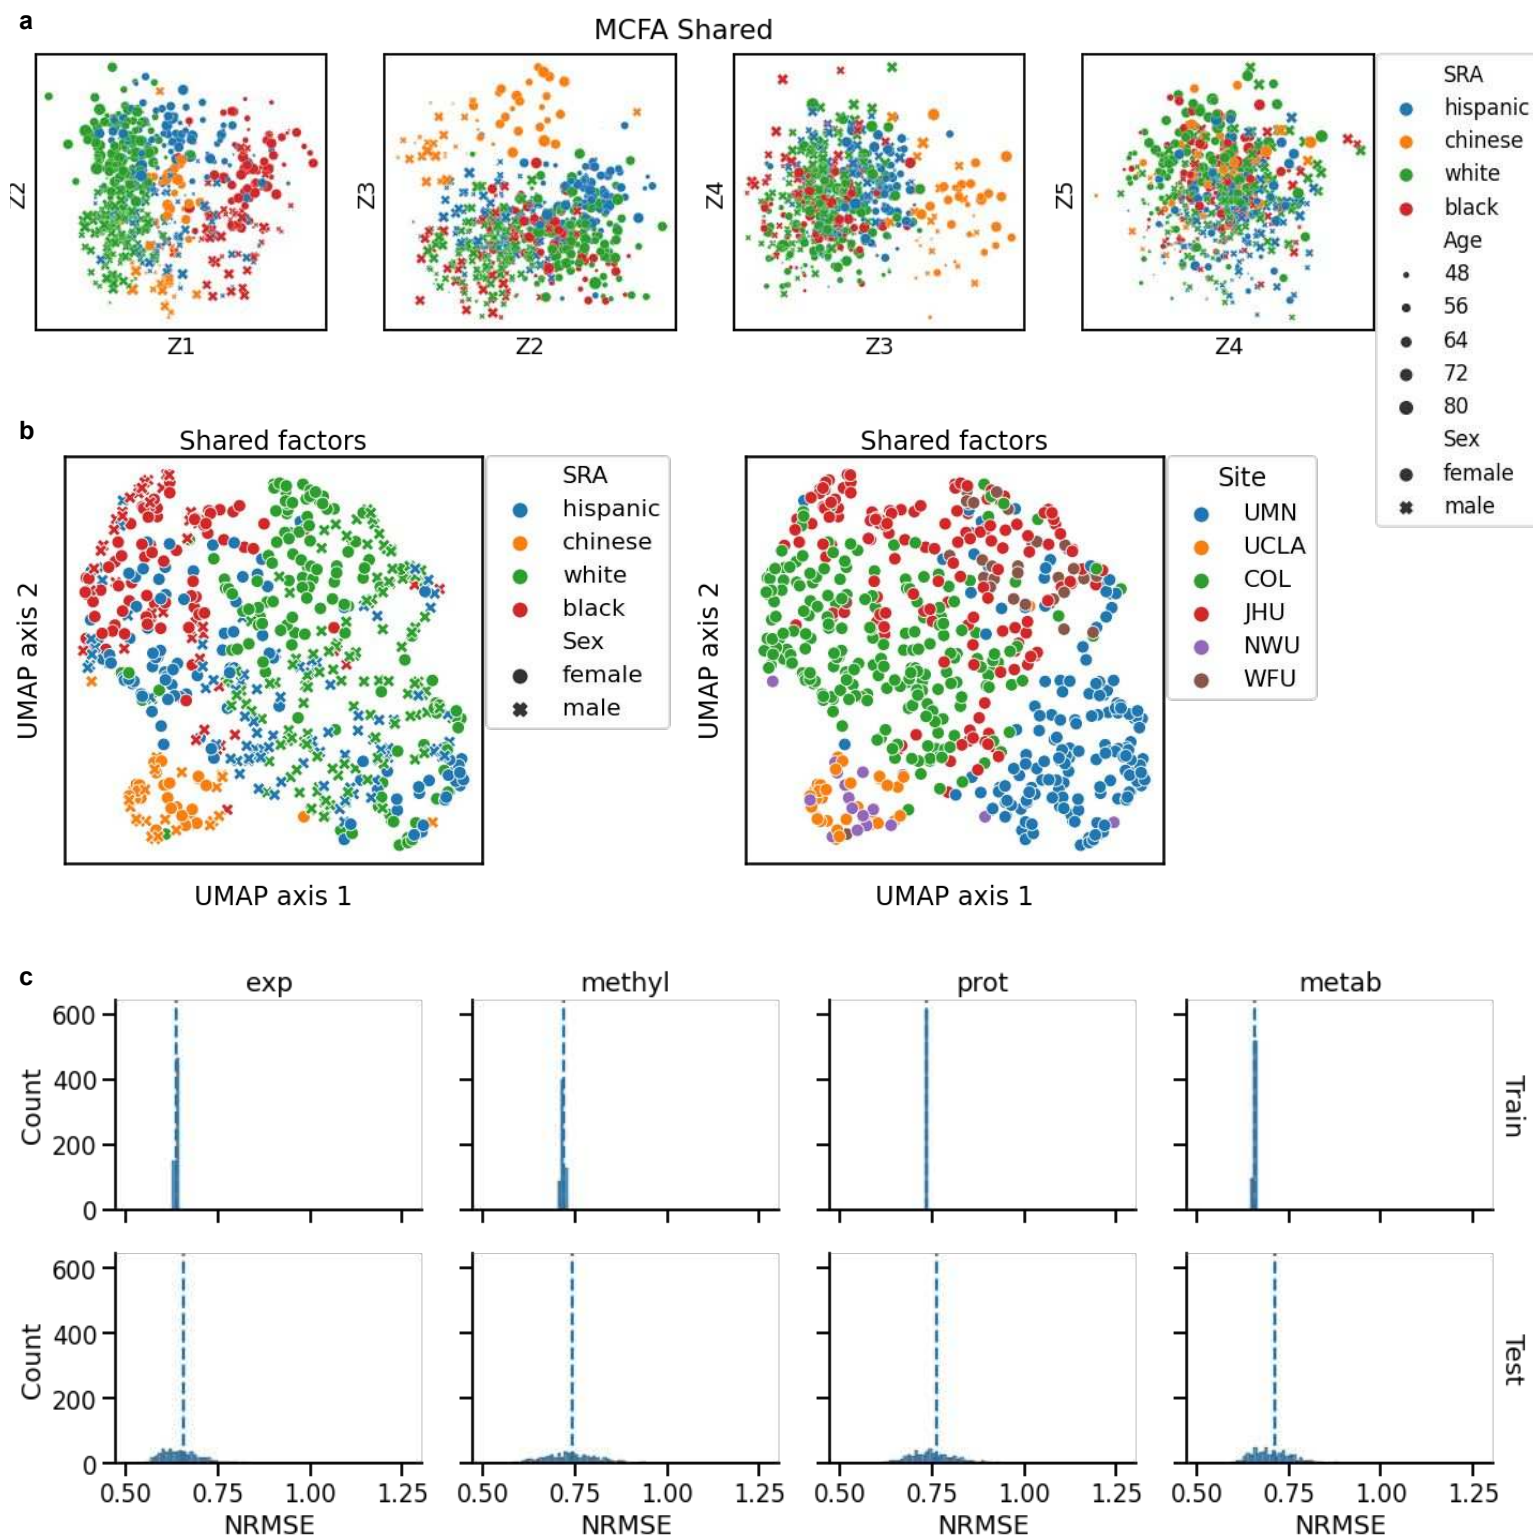 a
MCFA Shared
Z2
Z1
Z3
Z2
Z4
Z3
Z5
Z4
SRA
hispanic
chinese
white
black
Age
48
56
64
72
80
Sex
female
male
b
Shared factors
UMAP axis 2
UMAP axis 1
SRA
hispanic
chinese
white
black
Sex
female
male
Shared factors
UMAP axis 2
UMAP axis 1
Site
UMN
UCLA
COL
JHU
NWU
WFU
c
exp
methyl
prot
metab
600
400
200
0
Count
Train
600
400
200
0
Count
Test
0.50 0.75 1.00 1.25
0.50 0.75 1.00 1.25
0.50 0.75 1.00 1.25
0.50 0.75 1.00 1.25
NRMSE
NRMSE
NRMSE
NRMSE